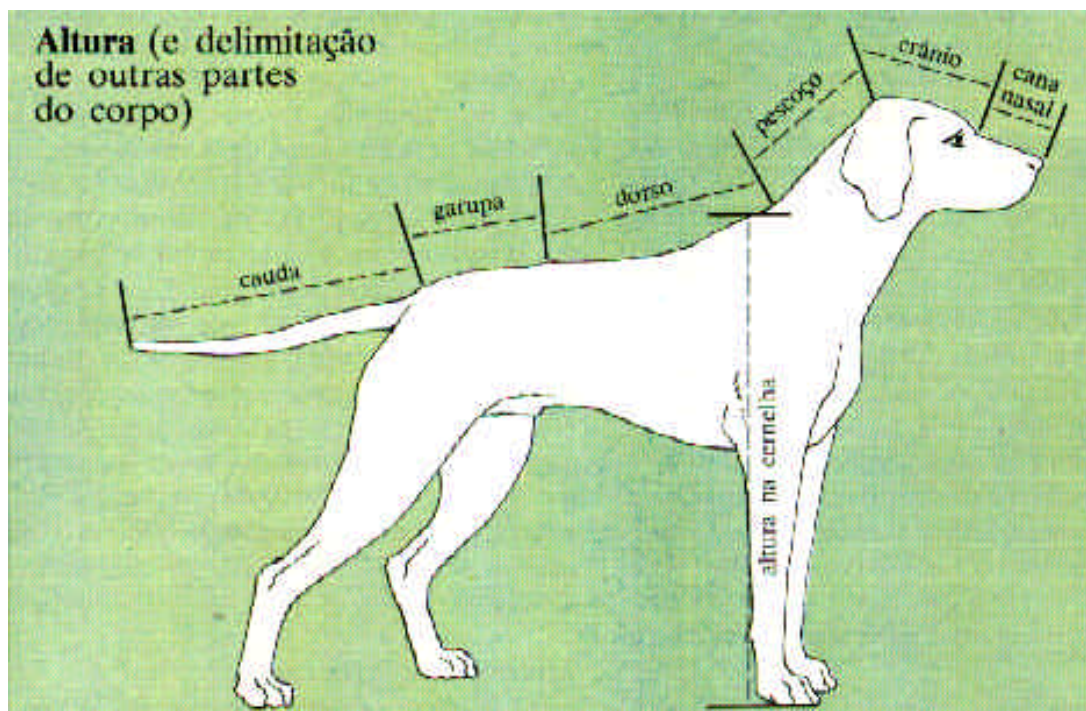 Altura (e delimitação
de outras partes
do corpo)
crânio
cana
nasal
pescoço
dorso
garupa
cauda
altura na cernelha